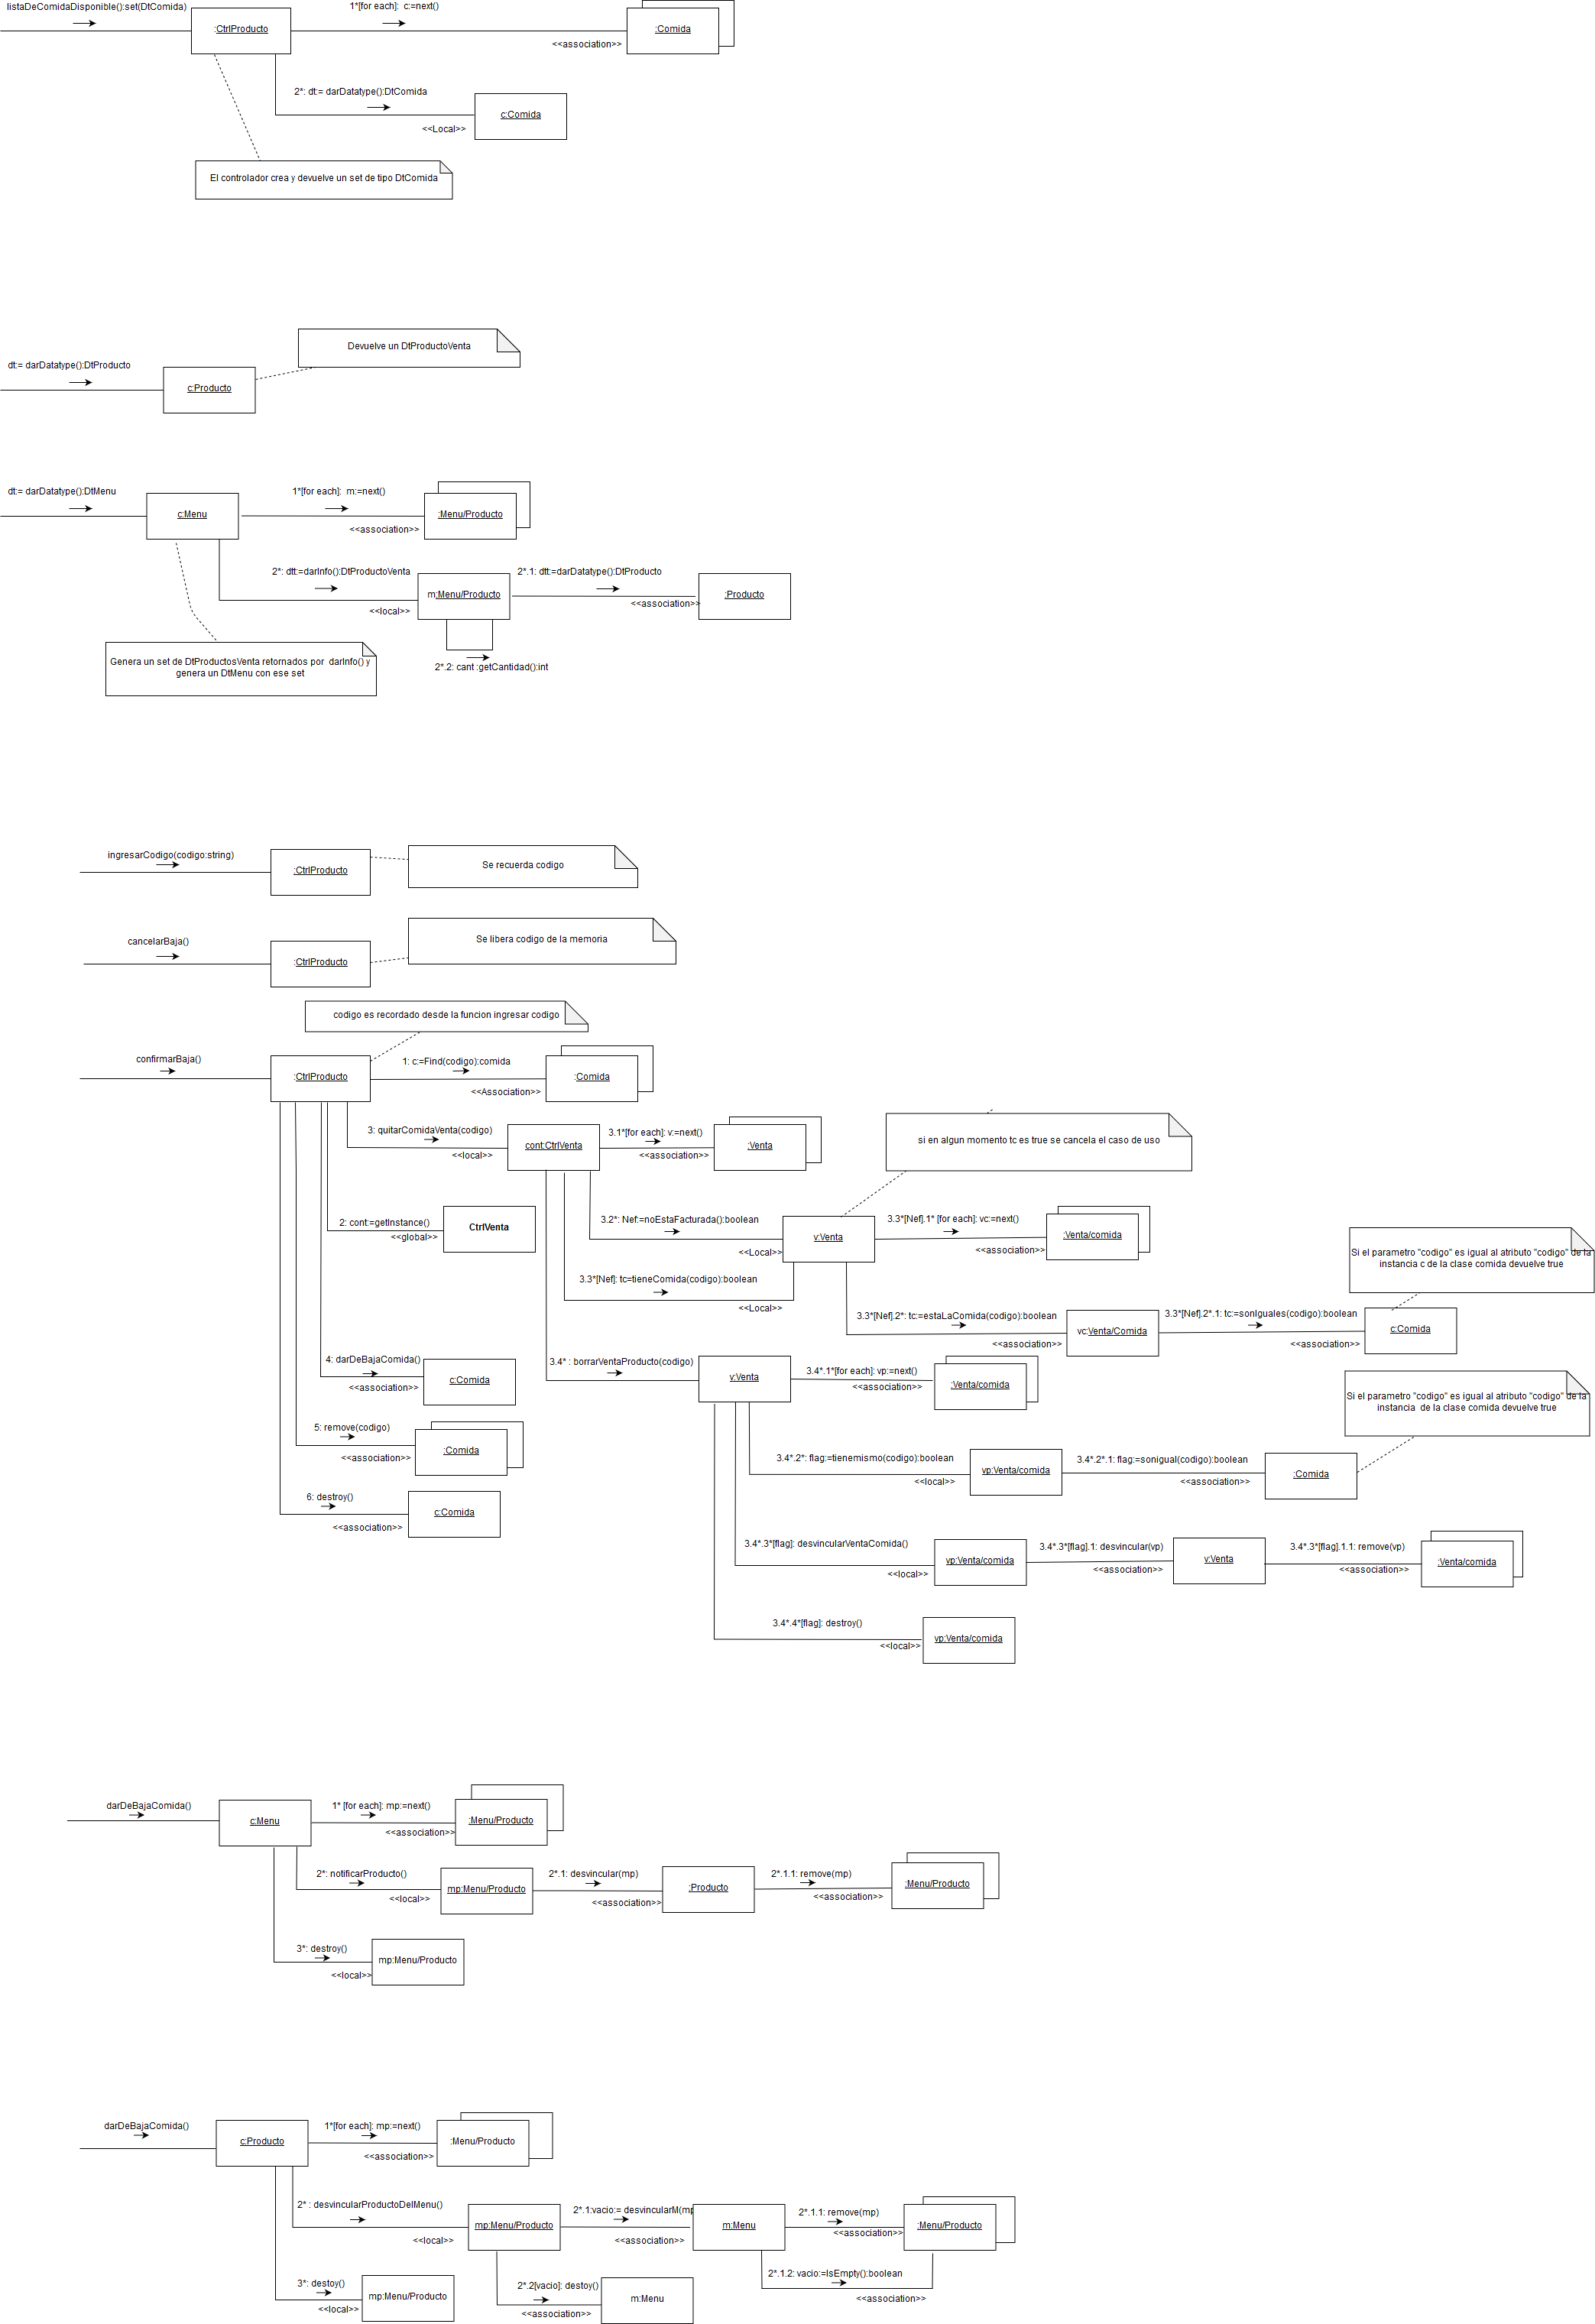 listaDeComidaDisponible():set(DtComida)
1*[for each]:  c:=next()
:CtrlProducto
:Comida
<<association>>
2*: dt:= darDatatype():DtComida
c:Comida
<<Local>>
El controlador crea y devuelve un set de tipo DtComida
Devuelve un DtProductoVenta
dt:= darDatatype():DtProducto
c:Producto
dt:= darDatatype():DtMenu
1*[for each]:  m:=next()
c:Menu
:Menu/Producto
<<association>>
2*: dtt:=darInfo():DtProductoVenta
2*.1: dtt:=darDatatype():DtProducto
m:Menu/Producto
:Producto
<<local>>
<<association>>
Genera un set de DtProductosVenta retornados por  darInfo() y
genera un DtMenu con ese set
2*.2: cant :getCantidad():int
ingresarCodigo(codigo:string)
:CtrlProducto
Se recuerda codigo
cancelarBaja()
:CtrlProducto
Se libera codigo de la memoria
codigo es recordado desde la funcion ingresar codigo
confirmarBaja()
:CtrlProducto
1: c:=Find(codigo):comida
:Comida
<<Association>>
3: quitarComidaVenta(codigo)
<<local>>
cont:CtrlVenta
3.1*[for each]: v:=next()
<<association>>
:Venta
si en algun momento tc es true se cancela el caso de uso
2: cont:=getInstance()
<<global>>
CtrlVenta
3.2*: Nef:=noEstaFacturada():boolean
<<Local>>
v:Venta
3.3*[Nef].1* [for each]: vc:=next()
<<association>>
:Venta/comida
Si el parametro "codigo" es igual al atributo "codigo" de la
instancia c de la clase comida devuelve true
3.3*[Nef]: tc=tieneComida(codigo):boolean
<<Local>>
3.3*[Nef].2*: tc:=estaLaComida(codigo):boolean
<<association>>
vc:Venta/Comida
3.3*[Nef].2*.1: tc:=sonIguales(codigo):boolean
<<association>>
c:Comida
4: darDeBajaComida()
<<association>>
c:Comida
3.4* : borrarVentaProducto(codigo)
v:Venta
3.4*.1*[for each]: vp:=next()
<<association>>
:Venta/comida
Si el parametro "codigo" es igual al atributo "codigo" de la
instancia  de la clase comida devuelve true
5: remove(codigo)
<<association>>
:Comida
3.4*.2*: flag:=tienemismo(codigo):boolean
<<local>>
vp:Venta/comida
3.4*.2*.1: flag:=sonigual(codigo):boolean
<<association>>
:Comida
6: destroy()
<<association>>
c:Comida
3.4*.3*[flag]: desvincularVentaComida()
<<local>>
vp:Venta/comida
3.4*.3*[flag].1: desvincular(vp)
<<association>>
v:Venta
3.4*.3*[flag].1.1: remove(vp)
<<association>>
:Venta/comida
3.4*.4*[flag]: destroy()
<<local>>
vp:Venta/comida
darDeBajaComida()
c:Menu
1* [for each]: mp:=next()
<<association>>
:Menu/Producto
2*: notificarProducto()
<<local>>
mp:Menu/Producto
2*.1: desvincular(mp)
<<association>>
:Producto
2*.1.1: remove(mp)
<<association>>
:Menu/Producto
3*: destroy()
<<local>>
mp:Menu/Producto
darDeBajaComida()
c:Producto
1*[for each]: mp:=next()
<<association>>
:Menu/Producto
2* : desvincularProductoDelMenu()
<<local>>
mp:Menu/Producto
2*.1:vacio:= desvincularM(mp
<<association>>
m:Menu
2*.1.1: remove(mp)
<<association>>
:Menu/Producto
2*.1.2: vacio:=IsEmpty():boolean
<<association>>
3*: destoy()
<<local>>
mp:Menu/Producto
2*.2[vacio]: destoy()
<<association>>
m:Menu